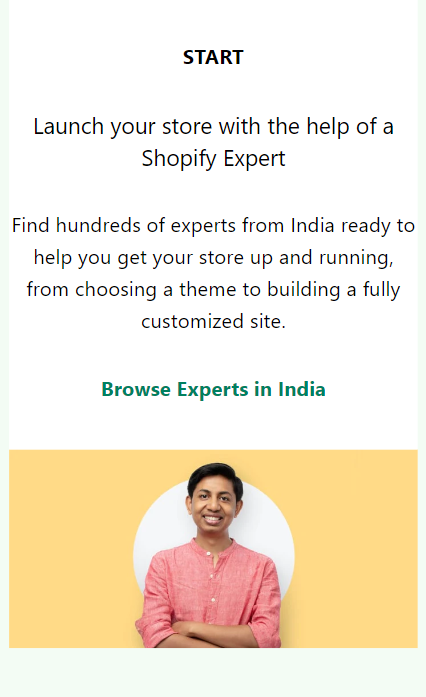 START
Launch your store with the help of a
Shopify Expert
Find hundreds of experts from India ready to
help you get your store up and running,
from choosing a theme to building a fully
customized site.
Browse Experts in India